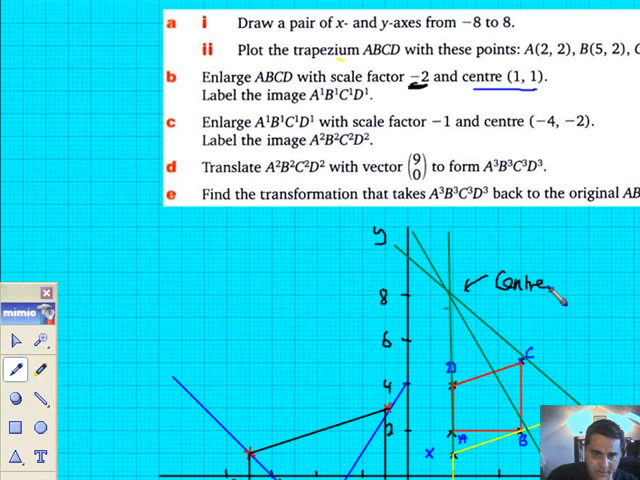 a i Draw a pair of x- and y-axes from −8 to 8.
ii Plot the trapezium ABCD with these points: A(2, 2), B(5, 2), C
b Enlarge ABCD with scale factor −2 and centre (1, 1).
Label the image A¹B¹C¹D¹.
c Enlarge A¹B¹C¹D¹ with scale factor −1 and centre (−4, −2).
Label the image A²B²C²D².
d Translate A²B²C²D² with vector (9 0) to form A³B³C³D³.
e Find the transformation that takes A³B³C³D³ back to the original AB
y
Centre
8
mimio
6
C
D
4
2
A
B
X
A T